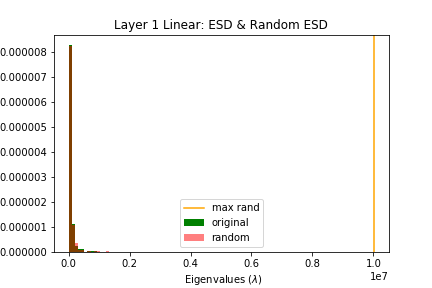 Layer 1 Linear: ESD & Random ESD
0.000008
0.000007
0.000006
0.000005
0.000004
0.000003
0.000002
0.000001
0.000000
max rand
original
random
0.0 0.2 0.4 0.6 0.8 1.0
1e7
Eigenvalues (λ)